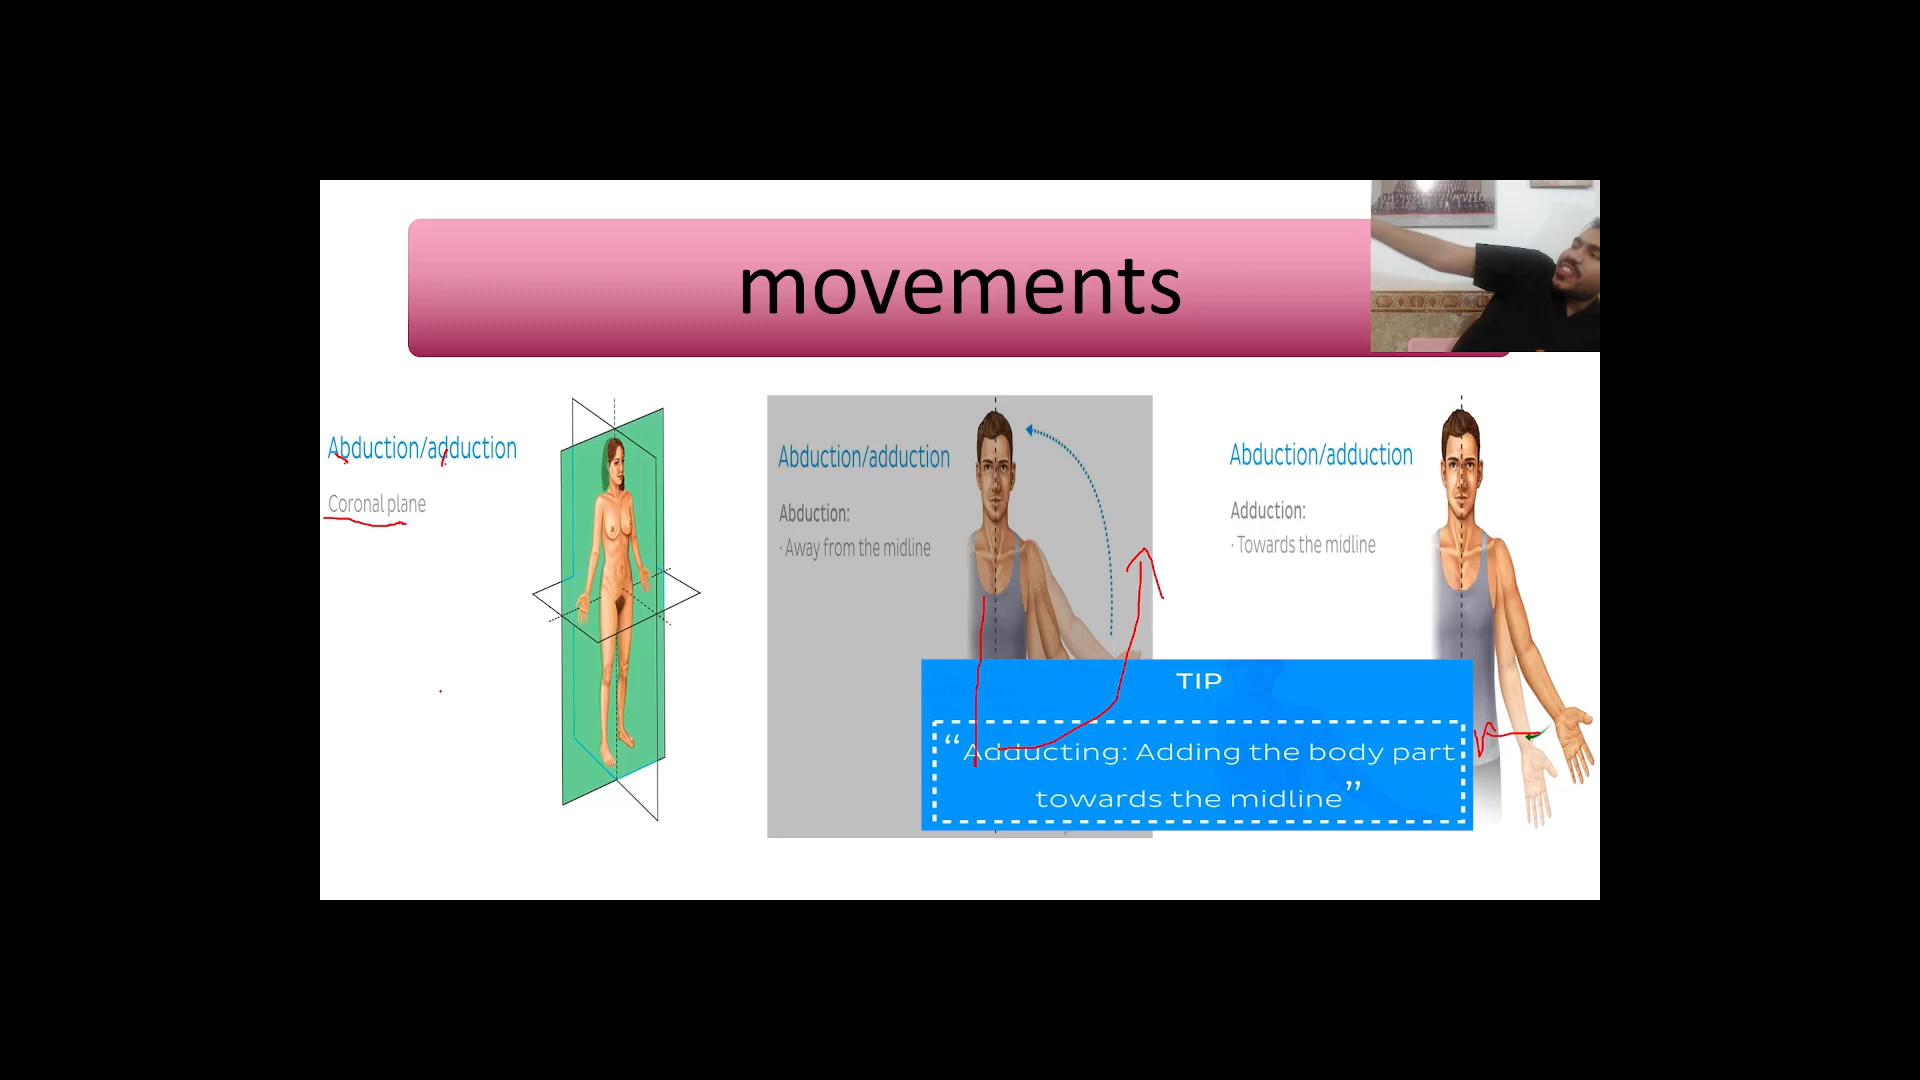 movements
Abduction/adduction
Coronal plane
Abduction/adduction
Abduction:
· Away from the midline
Abduction/adduction
Adduction:
· Towards the midline
TIP
“Adducting: Adding the body part
towards the midline”